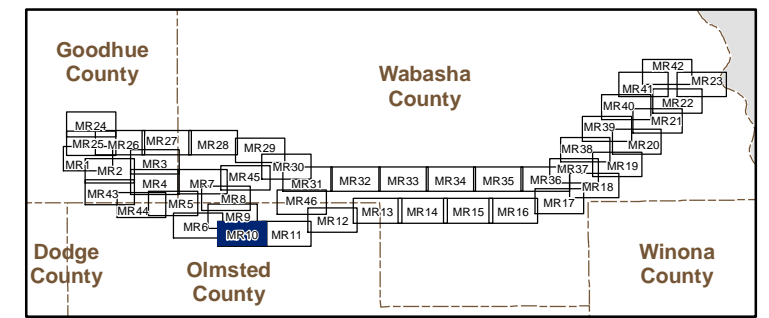 Goodhue
County
Wabasha
County
MR42
MR41
MR23
MR22
MR40
MR21
MR24
MR39
MR27
MR28
MR25
MR26
MR29
MR20
MR38
MR1
MR2
MR3
MR30
MR37
MR19
MR45
MR4
MR7
MR31
MR32
MR33
MR34
MR35
MR36
MR18
MR43
MR8
MR46
MR44
MR5
MR17
MR9
MR12
MR13
MR14
MR15
MR16
MR6
MR10
MR11
Dodge
County
Olmsted
County
Winona
County